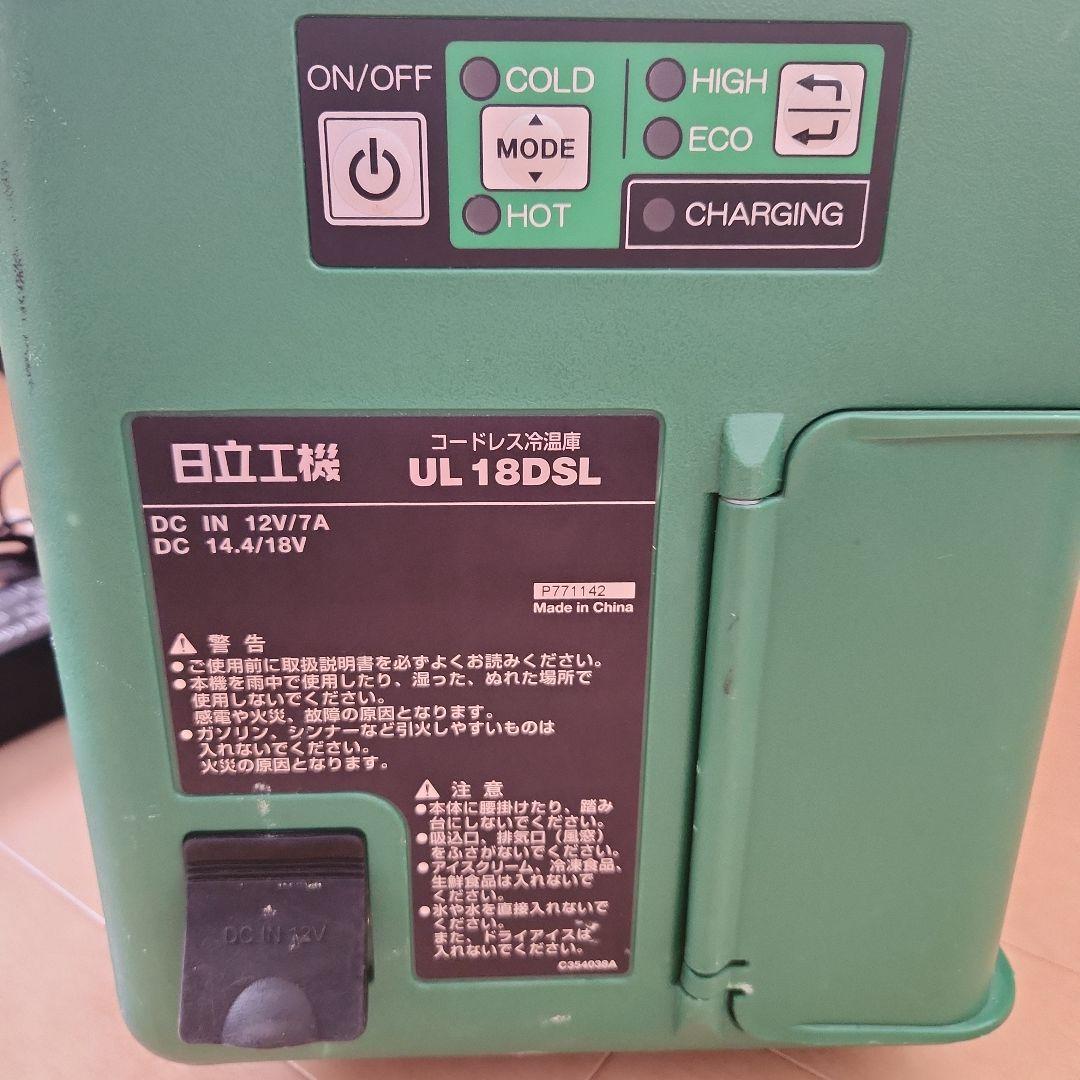 ON/OFF
COLD
MODE
HOT
HIGH
ECO
CHARGING
日立工機
コードレス冷温庫
UL 18DSL
DC IN 12V/7A
DC 14.4/18V
P771142
Made in China
警告
●ご使用前に取扱説明書を必ずよくお読みください。
●本機を雨中で使用したり、湿った、ぬれた場所で
使用しないでください。
感電や火災、故障の原因となります。
●ガソリン、シンナーなど引火しやすいものは
入れないでください。
火災の原因となります。
注意
●本体に腰掛けたり、踏み
台にしないでください。
●吸込口、排気口（風窓）
をふさがないでください。
●アイスクリーム、冷凍食品、
生鮮食品は入れないで
ください。
●氷や水を直接入れないで
ください。
また、ドライアイスは
入れないでください。
C354038A
DC IN 12V